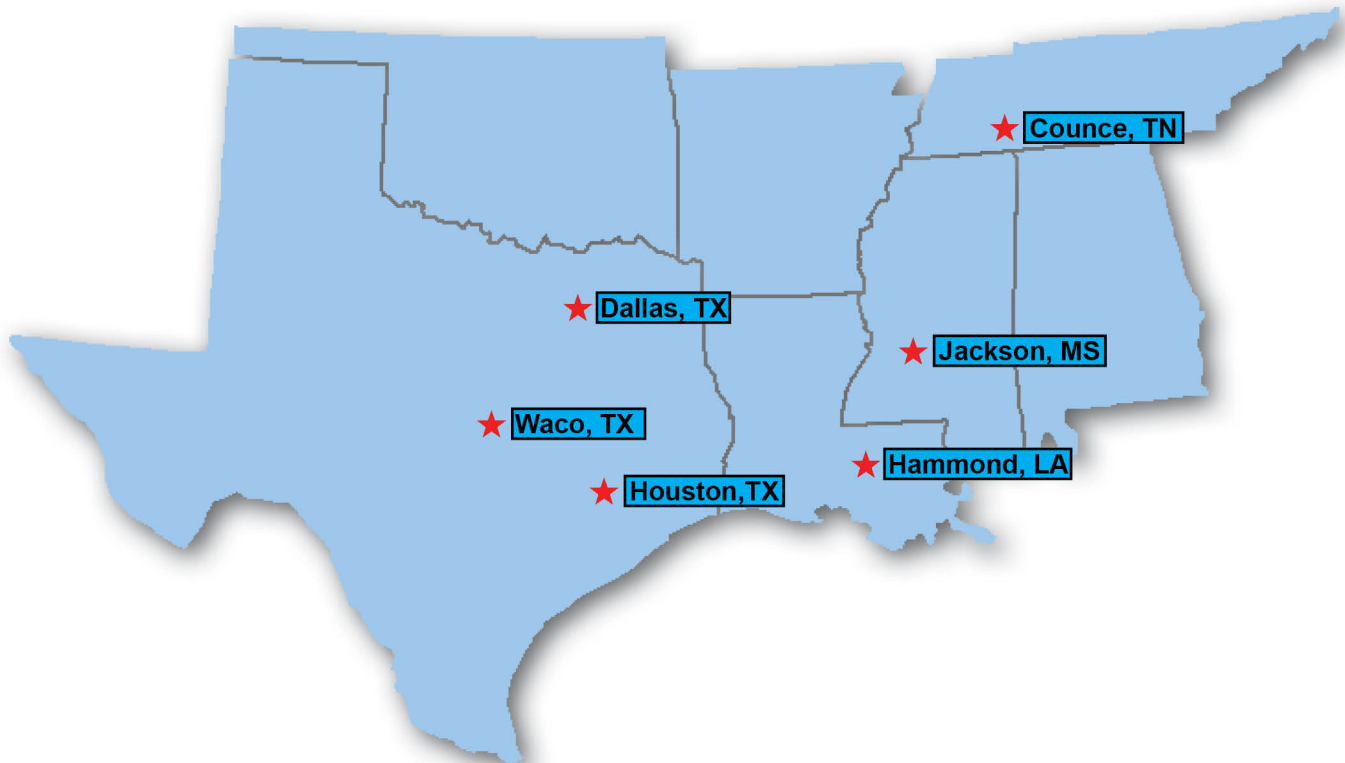 Counce, TN
Dallas, TX
Jackson, MS
Waco, TX
Hammond, LA
Houston,TX